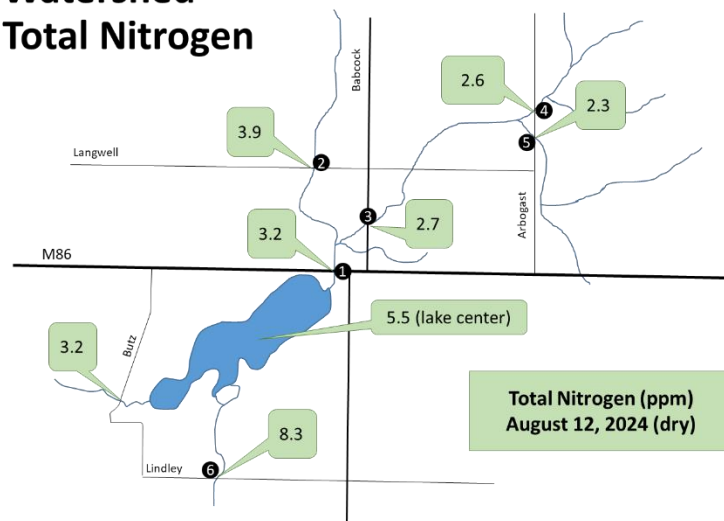 Watershed
Total Nitrogen
Babcock
2.6
4
2.3
5
3.9
2
Langwell
Arbogast
3
2.7
3.2
M86
1
5.5 (lake center)
Butz
3.2
Total Nitrogen (ppm)
August 12, 2024 (dry)
8.3
Lindley
6